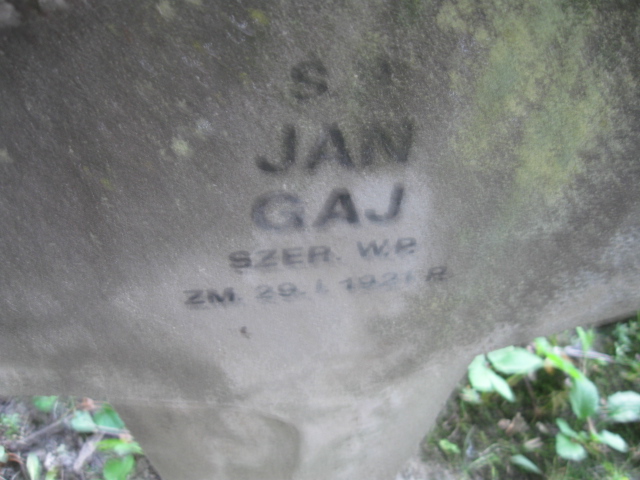 S
JAN
GAJ
SZER. W.P.
ZM. 29. I. 1921 R